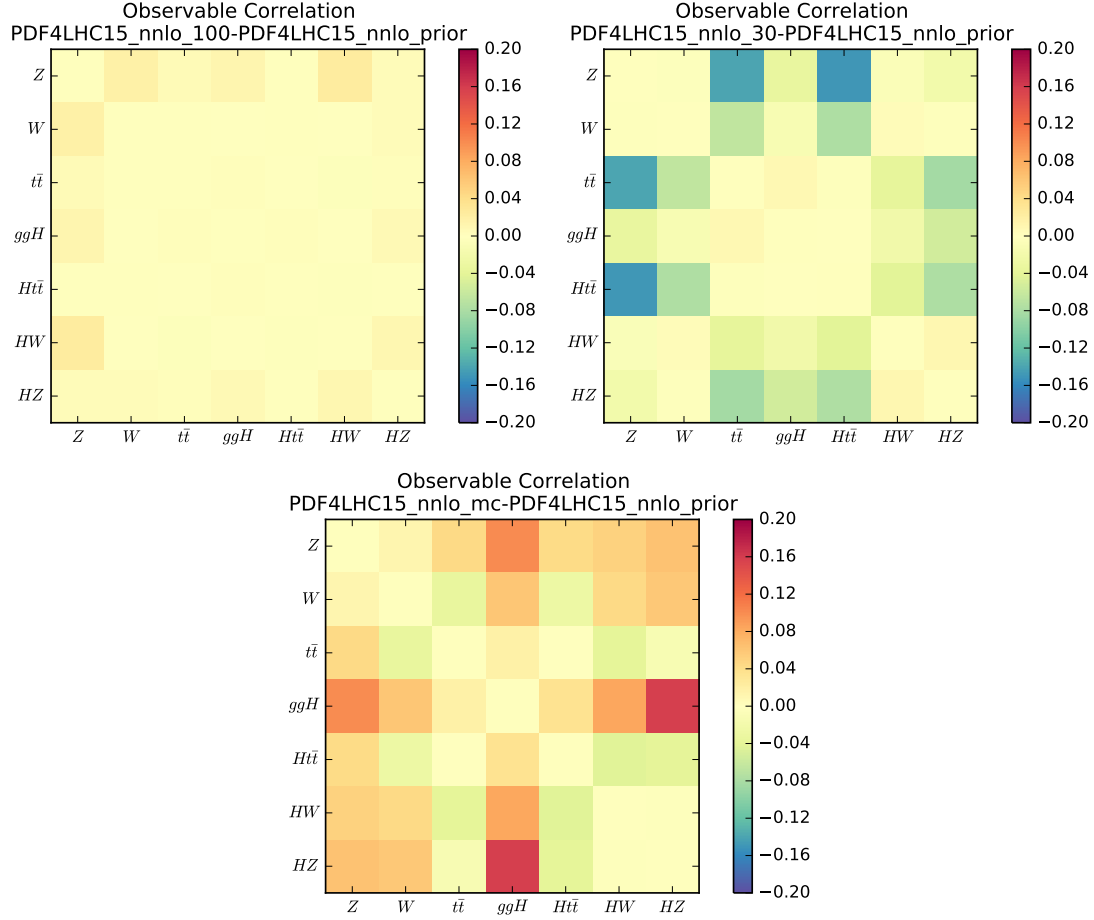 Observable Correlation
PDF4LHC15_nnlo_100-PDF4LHC15_nnlo_prior
Z
W
tt̄
ggH
Htt̄
HW
HZ
Z W tt̄ ggH Htt̄ HW HZ
0.20
0.16
0.12
0.08
0.04
0.00
−0.04
−0.08
−0.12
−0.16
−0.20
Observable Correlation
PDF4LHC15_nnlo_30-PDF4LHC15_nnlo_prior
Z
W
tt̄
ggH
Htt̄
HW
HZ
Z W tt̄ ggH Htt̄ HW HZ
0.20
0.16
0.12
0.08
0.04
0.00
−0.04
−0.08
−0.12
−0.16
−0.20
Observable Correlation
PDF4LHC15_nnlo_mc-PDF4LHC15_nnlo_prior
Z
W
tt̄
ggH
Htt̄
HW
HZ
Z W tt̄ ggH Htt̄ HW HZ
0.20
0.16
0.12
0.08
0.04
0.00
−0.04
−0.08
−0.12
−0.16
−0.20